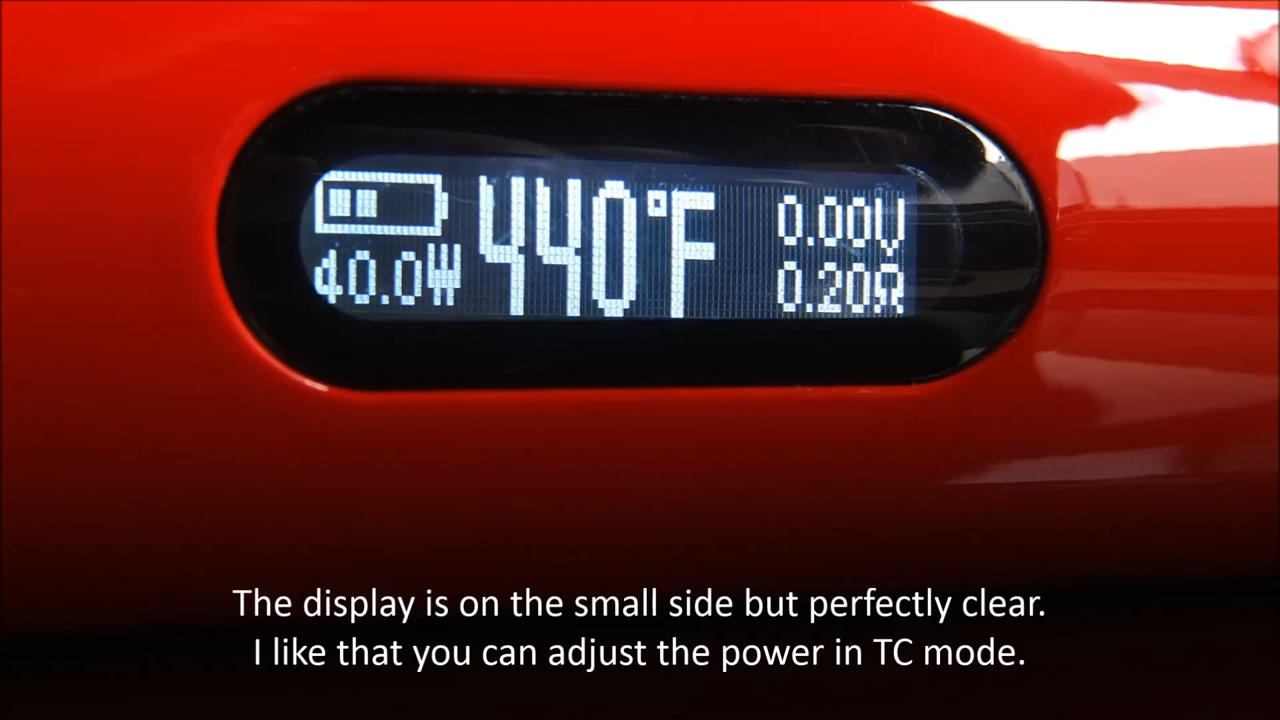 440°F
0.00V
40.0W
0.20Ω
The display is on the small side but perfectly clear.
I like that you can adjust the power in TC mode.